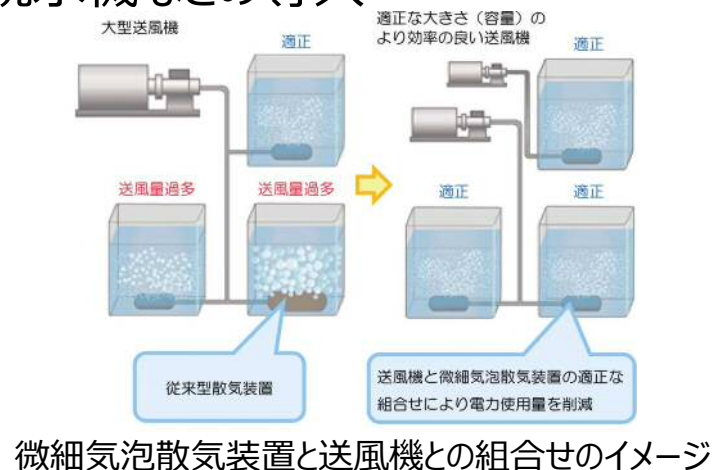 大型送風機
適正
送風量過多
送風量過多
従来型散気装置
適正な大きさ（容量）の
より効率の良い送風機
適正
適正
適正
送風機と微細気泡散気装置の適正な
組合せにより電力使用量を削減
微細気泡散気装置と送風機との組合せのイメージ